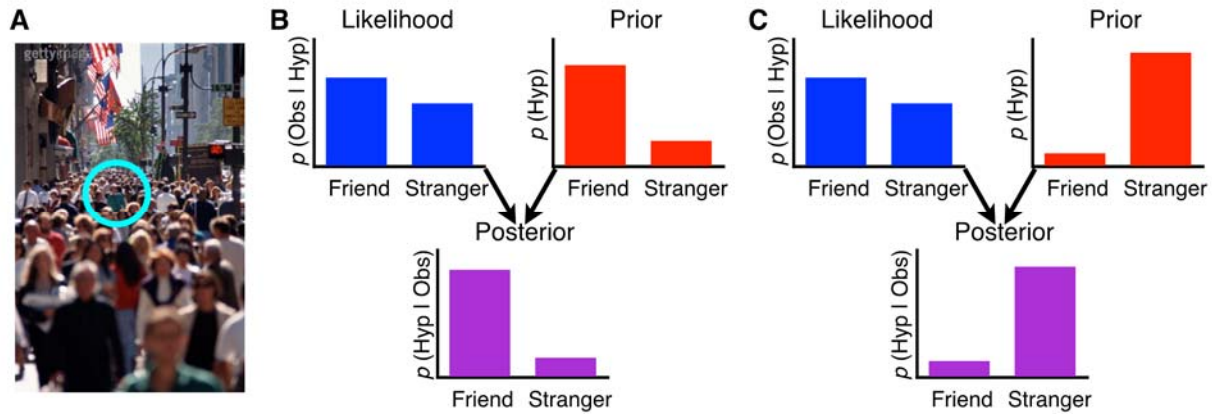 A
gettyimages
B
Likelihood
Prior
p (Obs | Hyp)
p (Hyp)
Friend Stranger
Friend Stranger
Posterior
p (Hyp | Obs)
Friend Stranger
C
Likelihood
Prior
p (Obs | Hyp)
p (Hyp)
Friend Stranger
Friend Stranger
Posterior
p (Hyp | Obs)
Friend Stranger